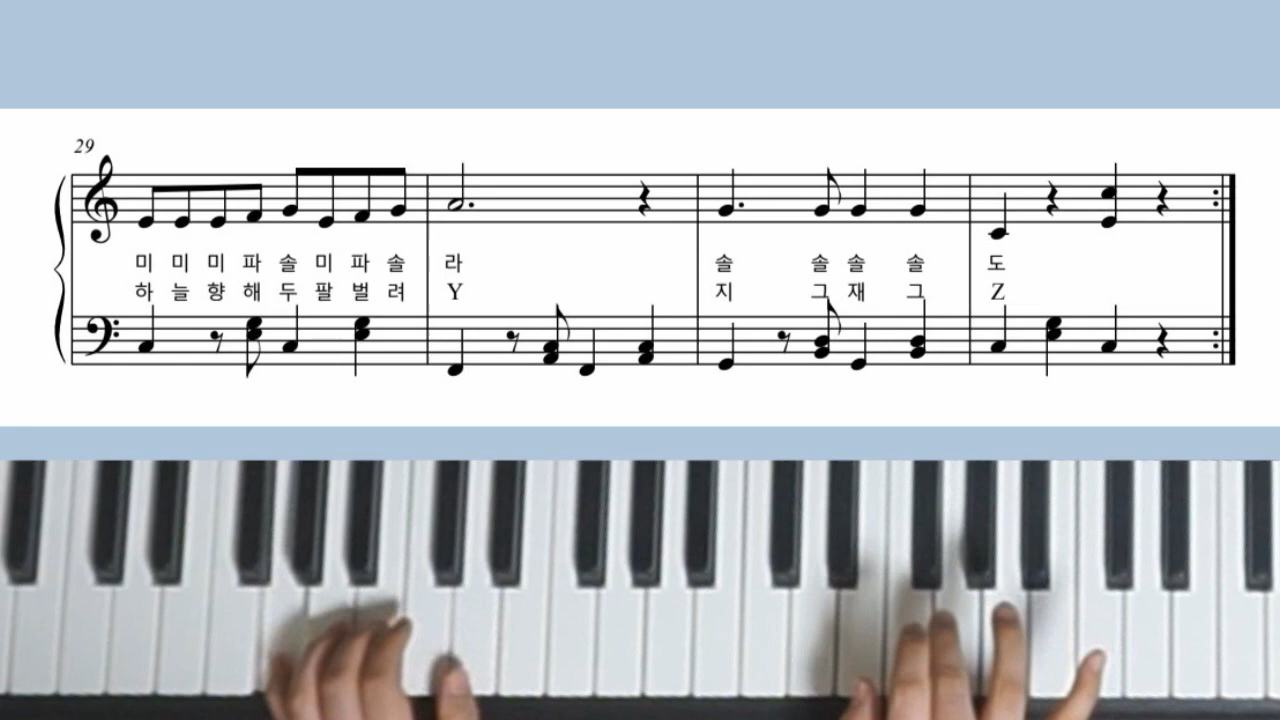 29
미 미 미 파 솔 미 파 솔 라 솔 솔 솔 솔 도
하 늘 향 해 두 팔 벌 려 Y 지 그 재 그 Z